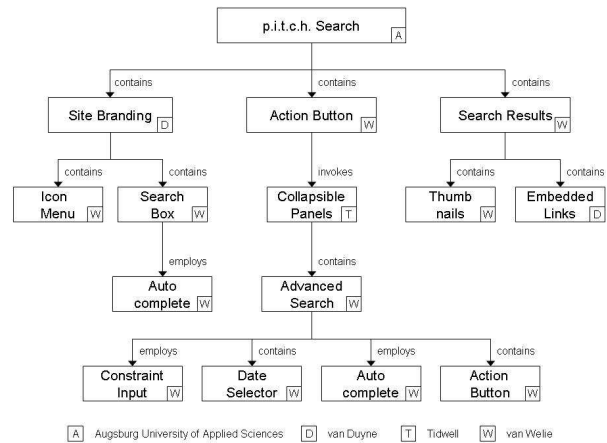 p.i.t.c.h. Search
A
contains
contains
contains
Site Branding
D
Action Button
W
Search Results
W
contains
contains
invokes
contains
contains
Icon
Menu
W
Search
Box
W
Collapsible
Panels
T
Thumb
nails
W
Embedded
Links
D
employs
contains
Auto
complete
W
Advanced
Search
W
employs
contains
employs
contains
Constraint
Input
W
Date
Selector
W
Auto
complete
W
Action
Button
W
A Augsburg University of Applied Sciences D van Duyne T Tidwell W van Welie